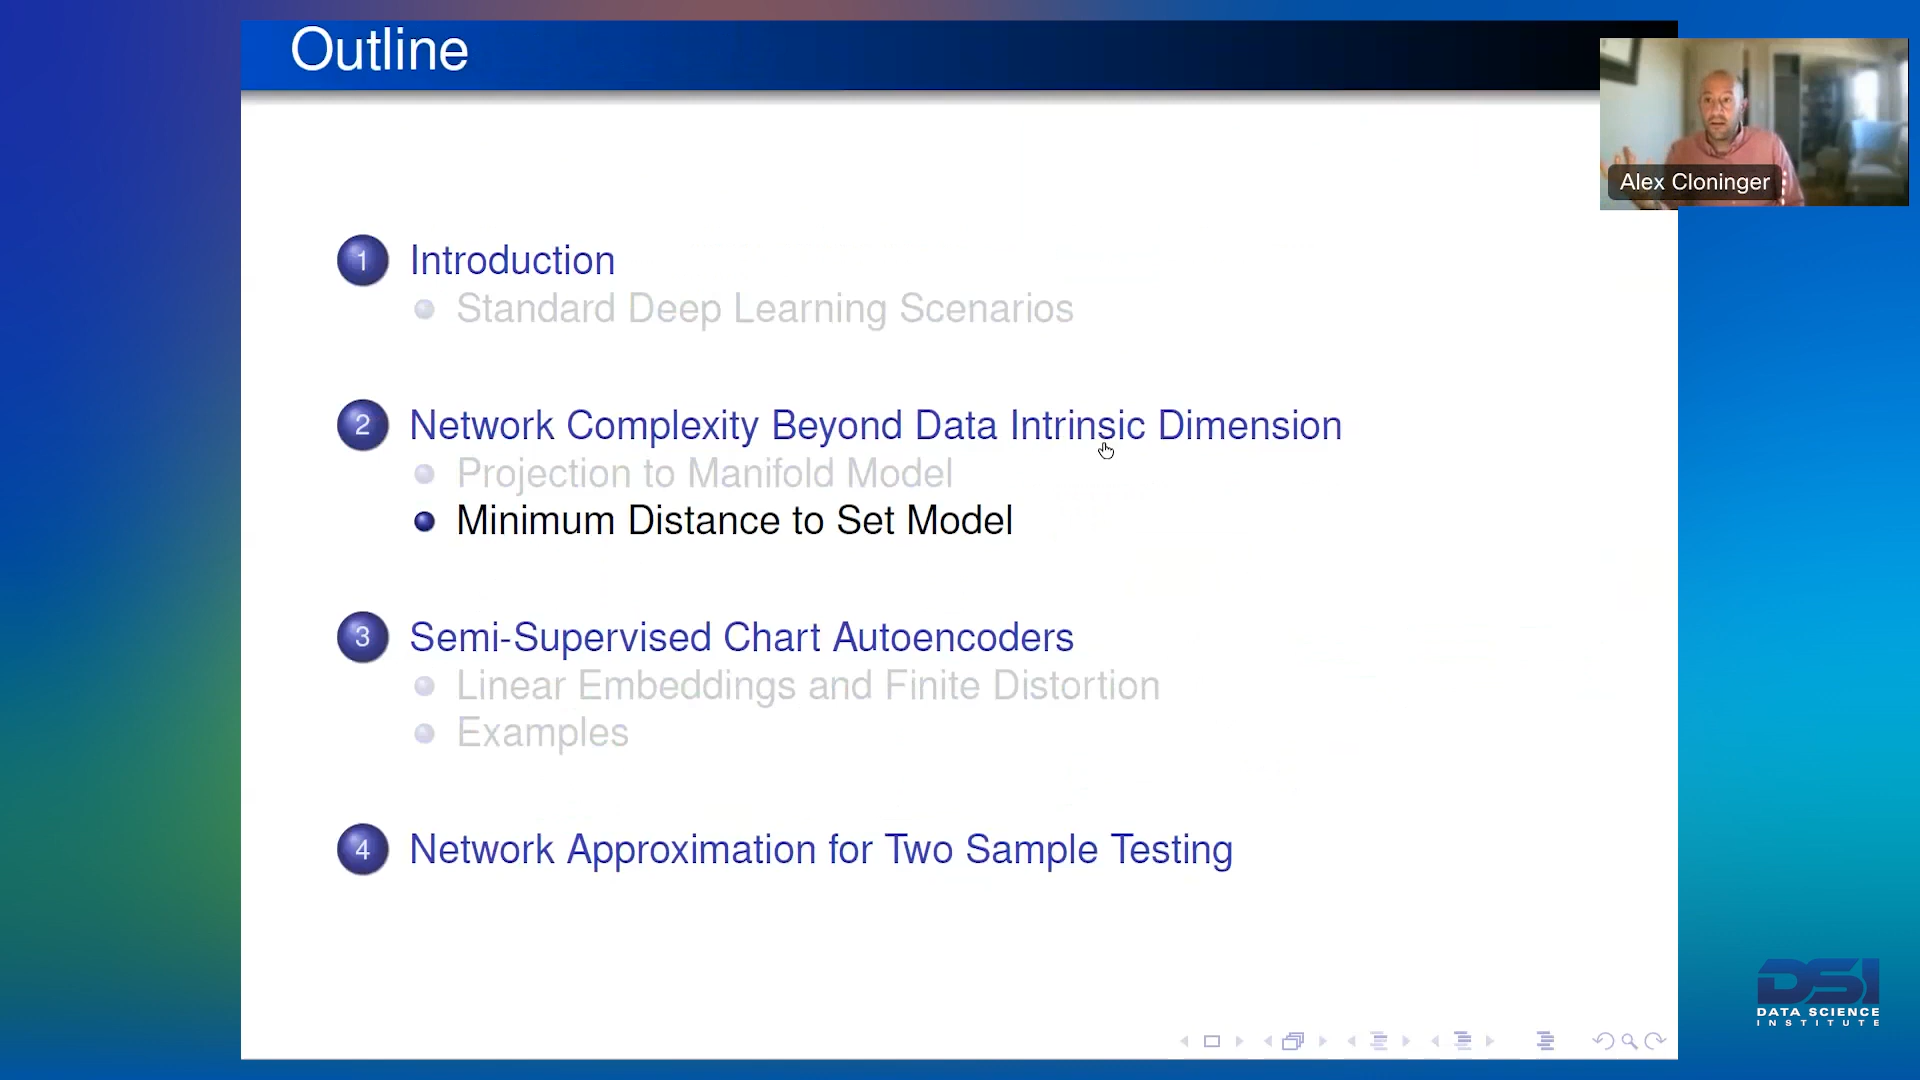 Outline
Alex Cloninger
1 Introduction
Standard Deep Learning Scenarios
2 Network Complexity Beyond Data Intrinsic Dimension
Projection to Manifold Model
Minimum Distance to Set Model
3 Semi-Supervised Chart Autoencoders
Linear Embeddings and Finite Distortion
Examples
4 Network Approximation for Two Sample Testing
DSI
DATA SCIENCE
INSTITUTE